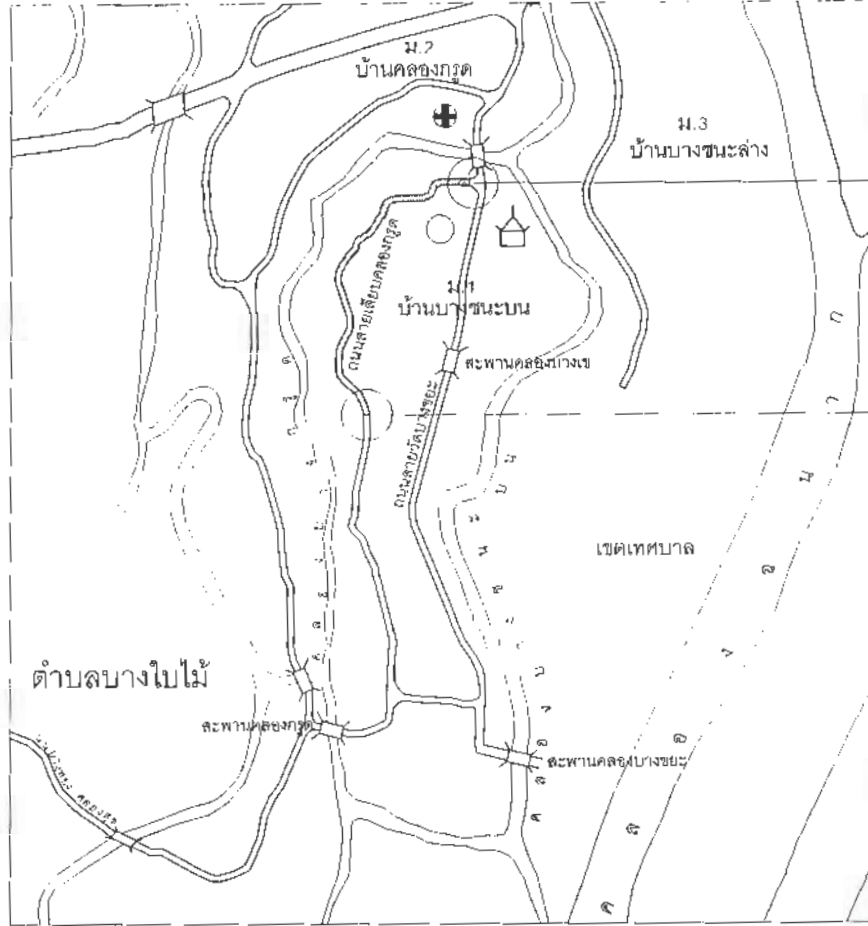 ม.2
บ้านคลองกรูด
ม.3
บ้านบางชนะล่าง
ถนนสายเลียบคลองกรูด
ม.1
บ้านบางชนะบน
สะพานคลองบางเข
ถนนสายวัดบางขยะ
เขตเทศบาล
ตำบลบางใบไม้
สะพานคลองกรูด
สะพานคลองบางขยะ